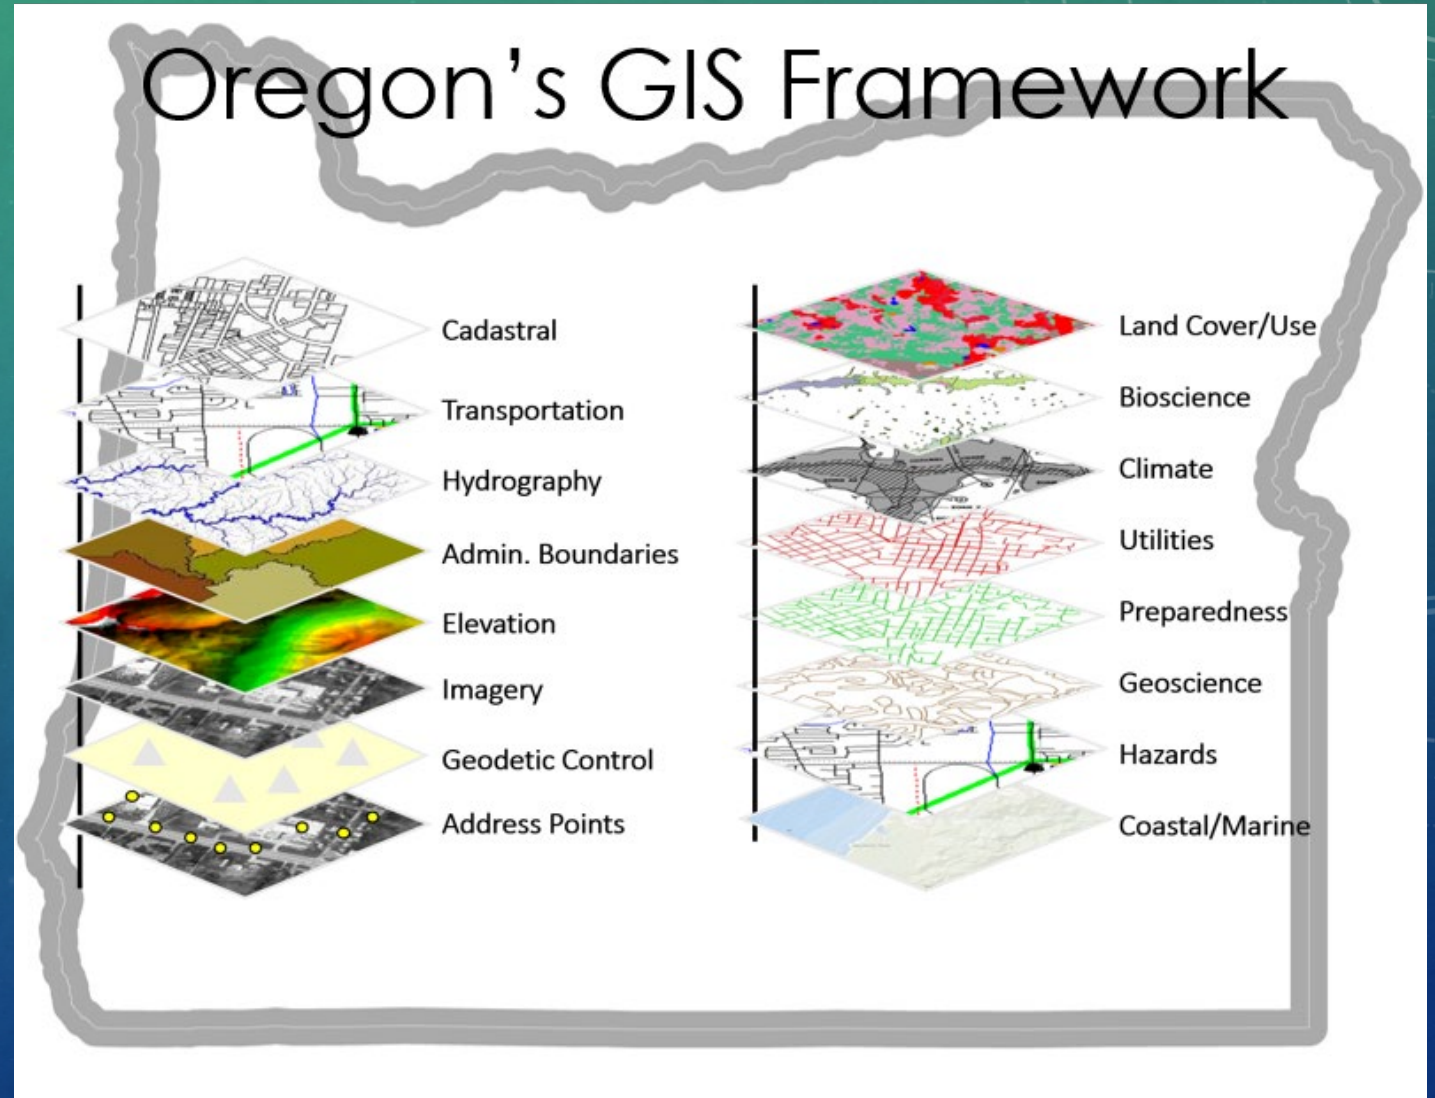 Oregon’s GIS Framework
Cadastral
Transportation
Hydrography
Admin. Boundaries
Elevation
Imagery
Geodetic Control
Address Points
Land Cover/Use
Bioscience
Climate
Utilities
Preparedness
Geoscience
Hazards
Coastal/Marine